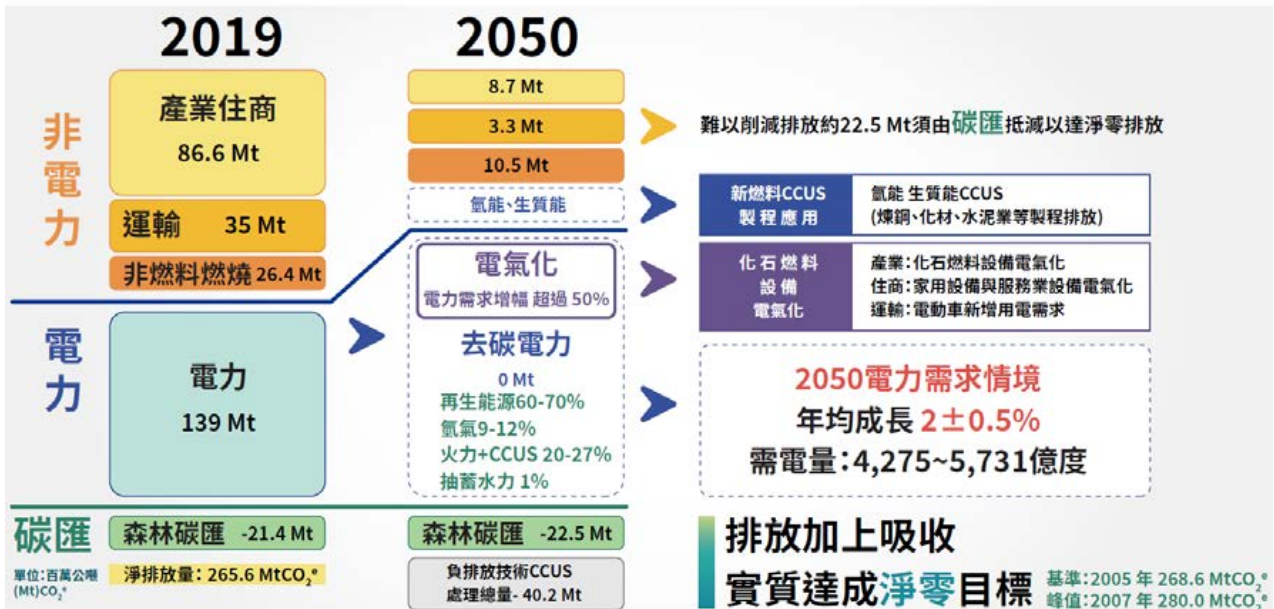 2019
2050
非電力
產業住商
86.6 Mt
運輸 35 Mt
非燃料燃燒 26.4 Mt
8.7 Mt
3.3 Mt
10.5 Mt
氫能、生質能
難以削減排放約22.5 Mt須由碳匯抵減以達淨零排放
新燃料CCUS
製程應用
氫能 生質能CCUS
(煉鋼、化材、水泥業等製程排放)
電力
電力
139 Mt
電氣化
電力需求增幅 超過 50%
去碳電力
0 Mt
再生能源60-70%
氫氣9-12%
火力+CCUS 20-27%
抽蓄水力 1%
化石燃料
設備
電氣化
產業:化石燃料設備電氣化
住商:家用設備與服務業設備電氣化
運輸:電動車新增用電需求
2050電力需求情境
年均成長 2±0.5%
需電量:4,275~5,731億度
碳匯
單位:百萬公噸
(Mt)CO₂ᵉ
森林碳匯 -21.4 Mt
淨排放量: 265.6 MtCO₂ᵉ
森林碳匯 -22.5 Mt
負排放技術CCUS
處理總量- 40.2 Mt
排放加上吸收
實質達成淨零目標
基準:2005 年 268.6 MtCO₂ᵉ
峰值:2007 年 280.0 MtCO₂ᵉ